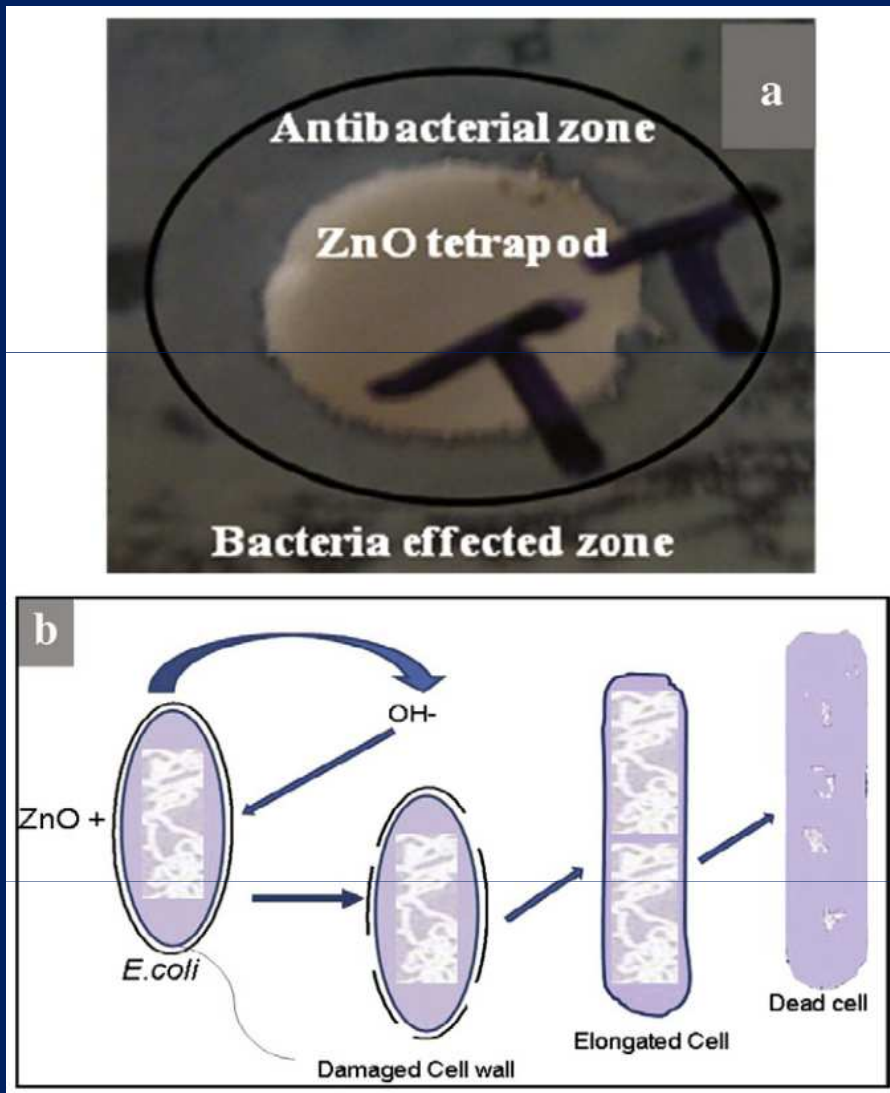 a
Antibacterial zone
ZnO tetrapod
Bacteria effected zone
b
OH-
ZnO +
E.coli
Damaged Cell wall
Elongated Cell
Dead cell